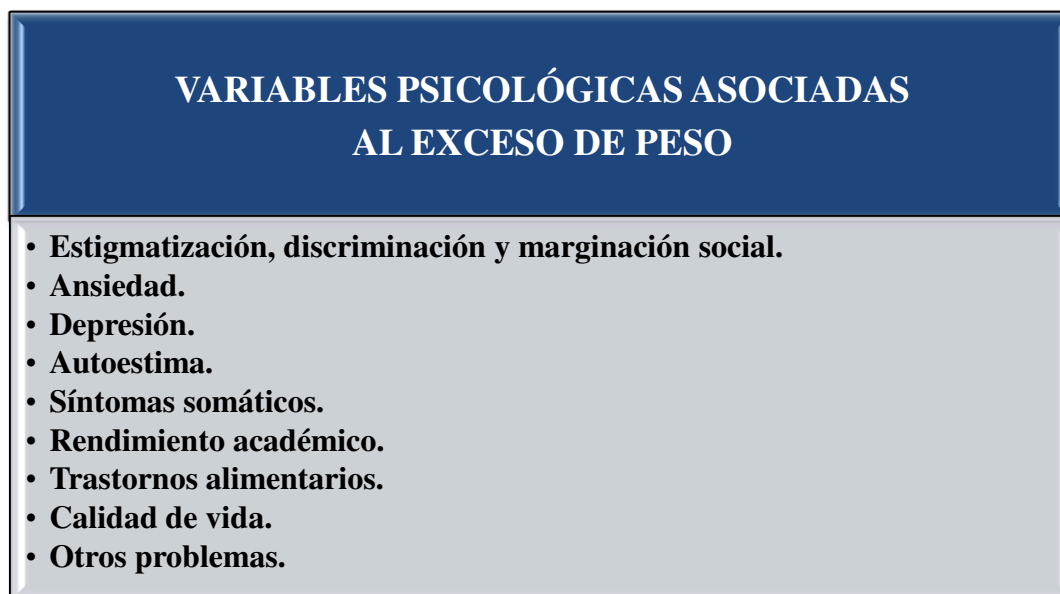 VARIABLES PSICOLÓGICAS ASOCIADAS
AL EXCESO DE PESO
• Estigmatización, discriminación y marginación social.
• Ansiedad.
• Depresión.
• Autoestima.
• Síntomas somáticos.
• Rendimiento académico.
• Trastornos alimentarios.
• Calidad de vida.
• Otros problemas.